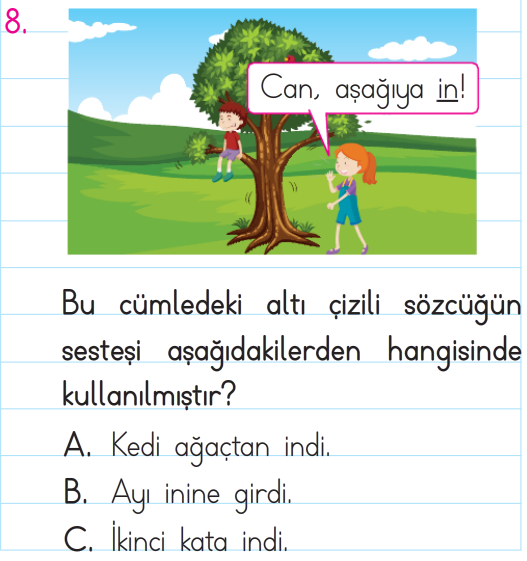 8.
Can, aşağıya in!
Bu cümledeki altı çizili sözcüğün
sesteşi aşağıdakilerden hangisinde
kullanılmıştır?
A. Kedi ağaçtan indi.
B. Ayı inine girdi.
C. İkinci kata indi.